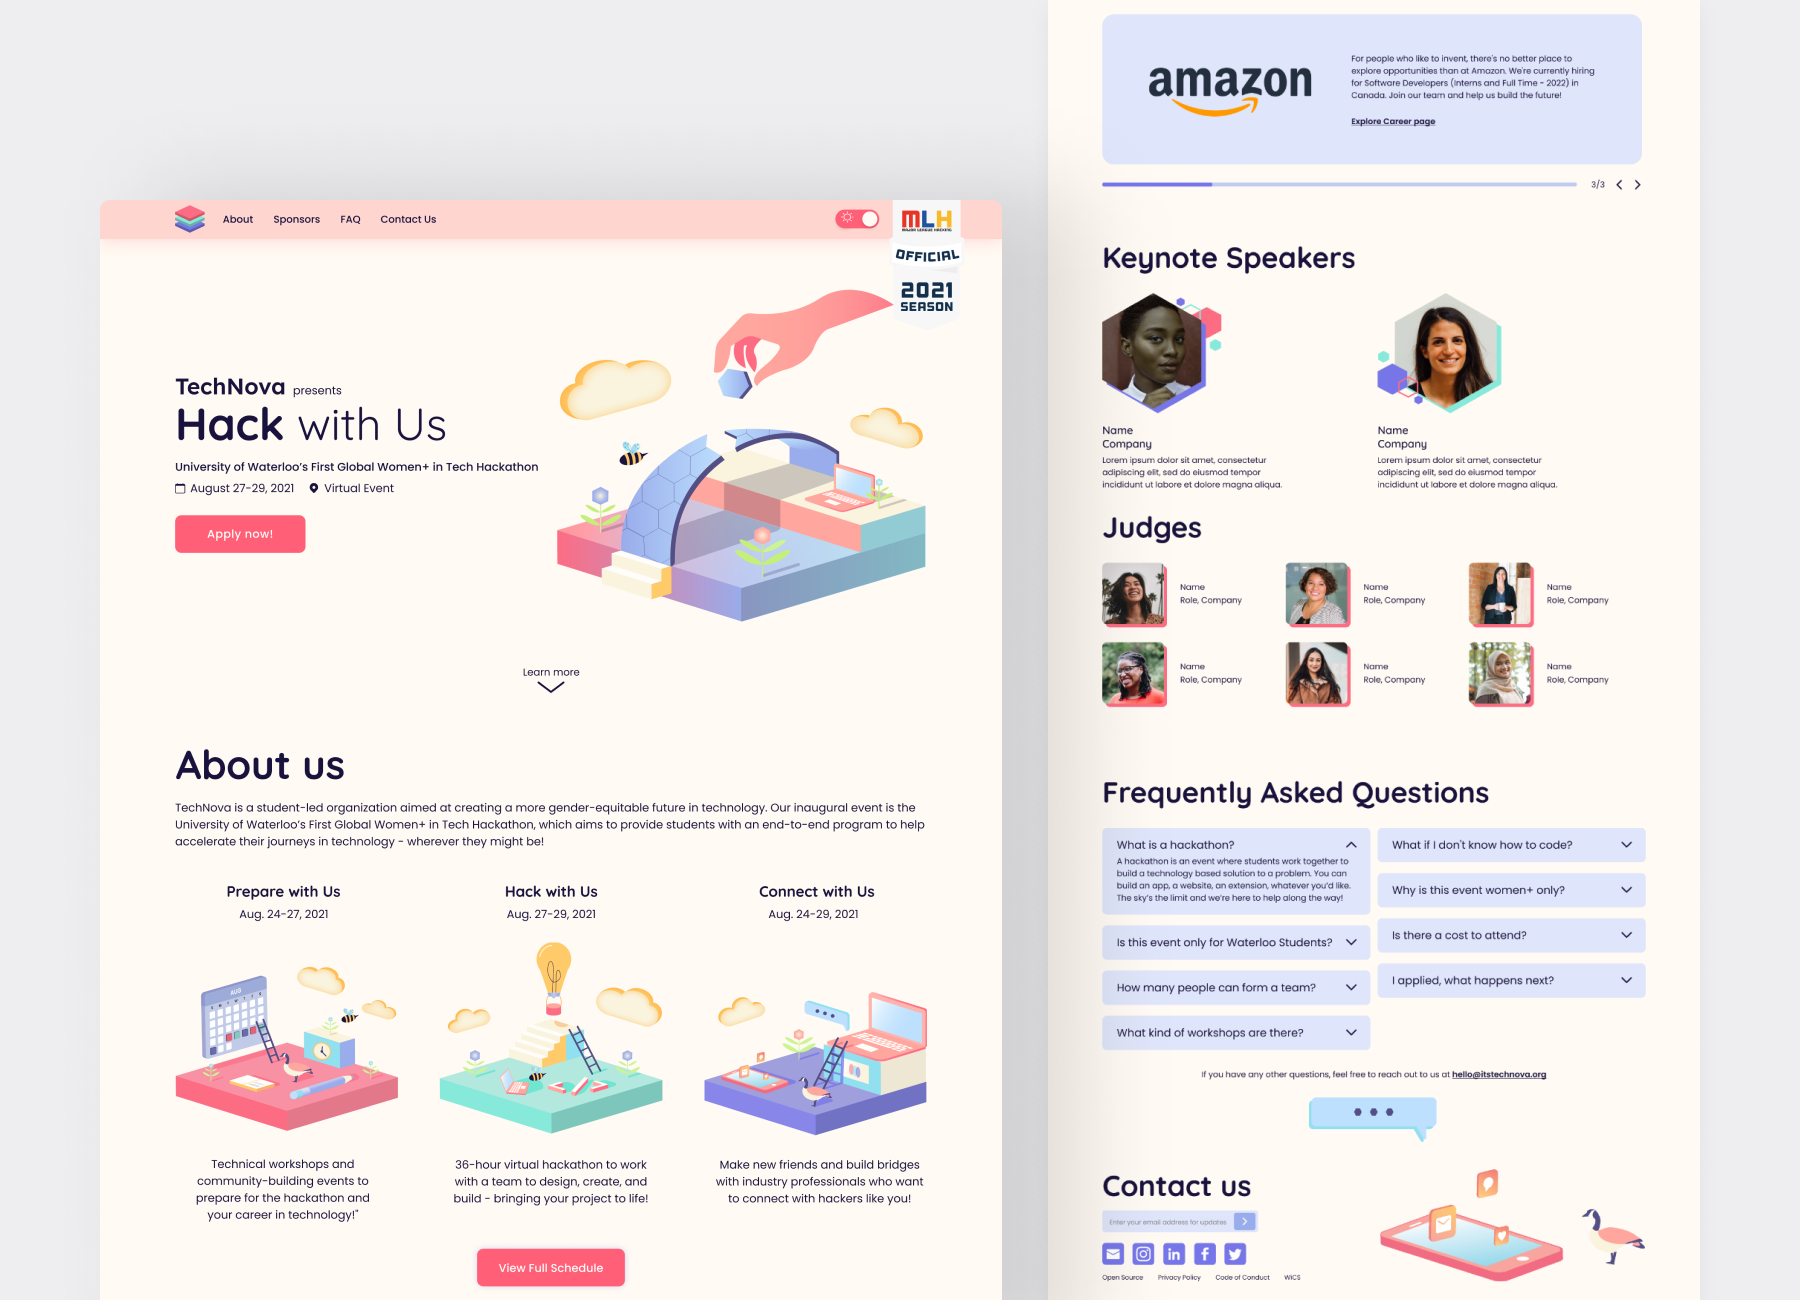 About
Sponsors
FAQ
Contact Us
MLH
MAJOR LEAGUE HACKING
OFFICIAL
2021
SEASON
TechNova presents
Hack with Us
University of Waterloo's First Global Women+ in Tech Hackathon
August 27-29, 2021
Virtual Event
Apply now!
Learn more
About us
TechNova is a student-led organization aimed at creating a more gender-equitable future in technology. Our inaugural event is the
University of Waterloo's First Global Women+ in Tech Hackathon, which aims to provide students with an end-to-end program to help
accelerate their journeys in technology - wherever they might be!
Prepare with Us
Aug. 24-27, 2021
AUG
Technical workshops and
community-building events to
prepare for the hackathon and
your career in technology!"
Hack with Us
Aug. 27-29, 2021
36-hour virtual hackathon to work
with a team to design, create, and
build - bringing your project to life!
Connect with Us
Aug. 24-29, 2021
Make new friends and build bridges
with industry professionals who want
to connect with hackers like you!
View Full Schedule
amazon
For people who like to invent, there's no better place to
explore opportunities than at Amazon. We're currently hiring
for Software Developers (Interns and Full Time - 2022) in
Canada. Join our team and help us build the future!
Explore Career page
3/3
Keynote Speakers
Name
Company
Lorem ipsum dolor sit amet, consectetur
adipiscing elit, sed do eiusmod tempor
incididunt ut labore et dolore magna aliqua.
Name
Company
Lorem ipsum dolor sit amet, consectetur
adipiscing elit, sed do eiusmod tempor
incididunt ut labore et dolore magna aliqua.
Judges
Name
Role, Company
Name
Role, Company
Name
Role, Company
Name
Role, Company
Name
Role, Company
Name
Role, Company
Frequently Asked Questions
What is a hackathon?
A hackathon is an event where students work together to
build a technology based solution to a problem. You can
build an app, a website, an extension, whatever you'd like.
The sky's the limit and we're here to help along the way!
Is this event only for Waterloo Students?
How many people can form a team?
What kind of workshops are there?
What if I don't know how to code?
Why is this event women+ only?
Is there a cost to attend?
I applied, what happens next?
If you have any other questions, feel free to reach out to us at hello@itstechnova.org
Contact us
Enter your email address for updates
Open Source
Privacy Policy
Code of Conduct
WiCS